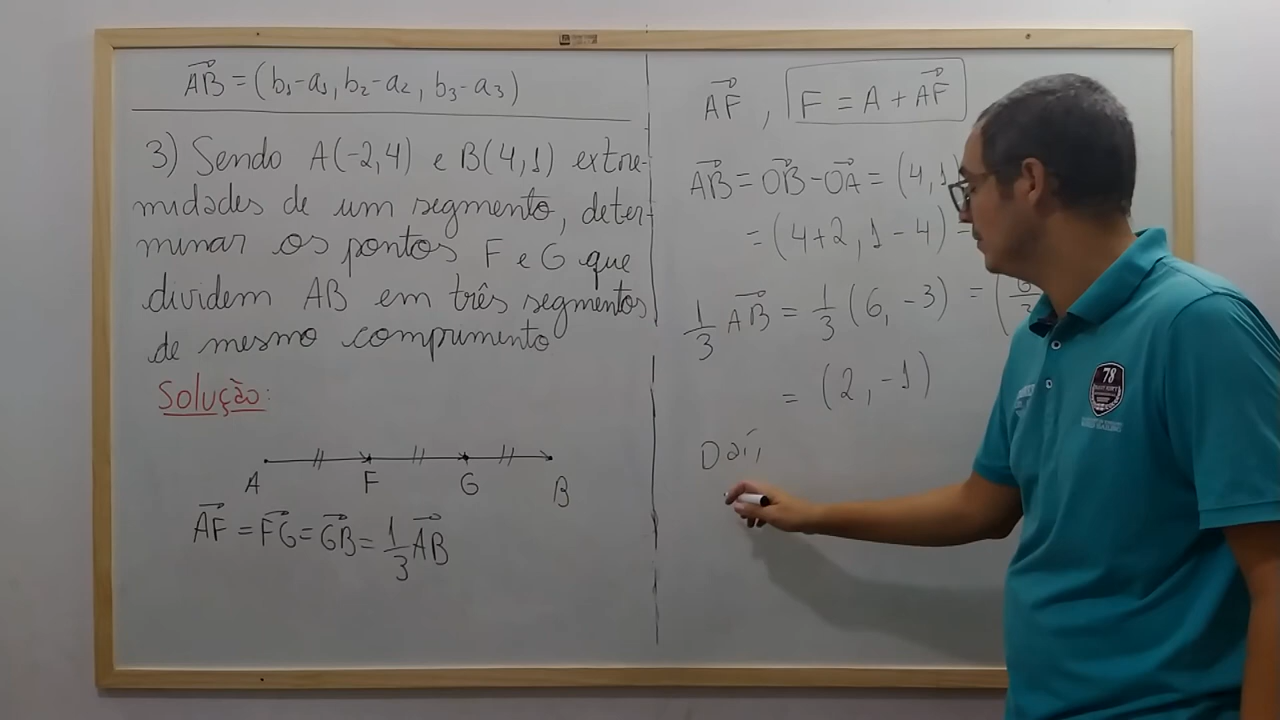 AB = (b₁-a₁, b₂-a₂, b₃-a₃)
3) Sendo A(-2,4) e B(4,1) extre-
midades de um segmento, deter-
minar os pontos F e G que
dividem AB em três segmentos
de mesmo comprimento
Solução:
A F G B
AF = FG = GB = 1/3 AB
AF, F = A + AF
AB = OB - OA = (4,1)
= (4+2, 1-4) =
1/3 AB = 1/3 (6, -3) = (6/3
= (2, -1)
Daí,
78